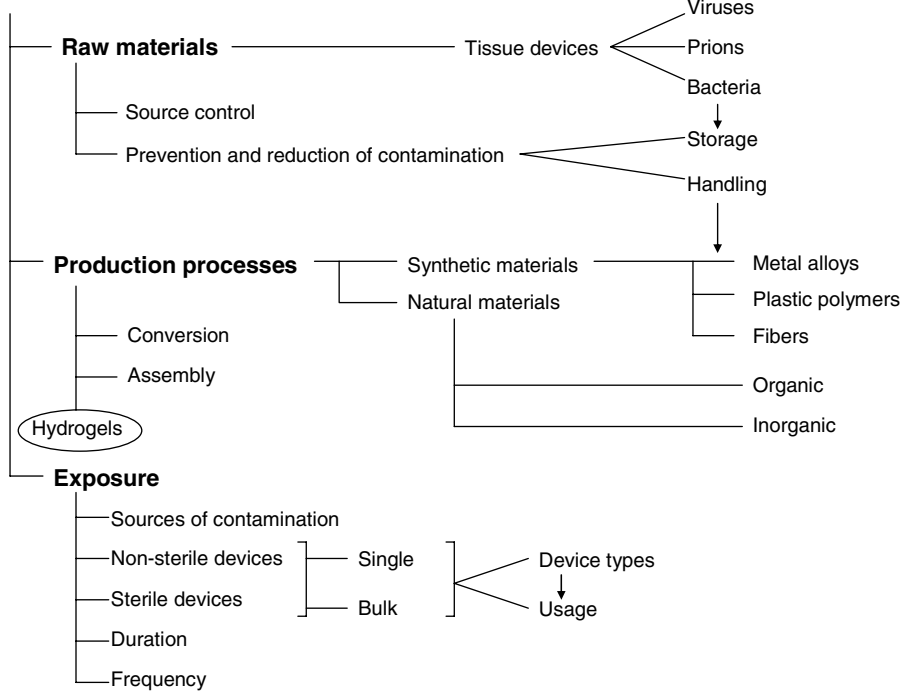 Viruses
Raw materials
Tissue devices
Prions
Bacteria
Source control
Storage
Prevention and reduction of contamination
Handling
Production processes
Synthetic materials
Metal alloys
Natural materials
Plastic polymers
Conversion
Fibers
Assembly
Organic
Hydrogels
Inorganic
Exposure
Sources of contamination
Non-sterile devices
Single
Device types
Sterile devices
Bulk
Usage
Duration
Frequency